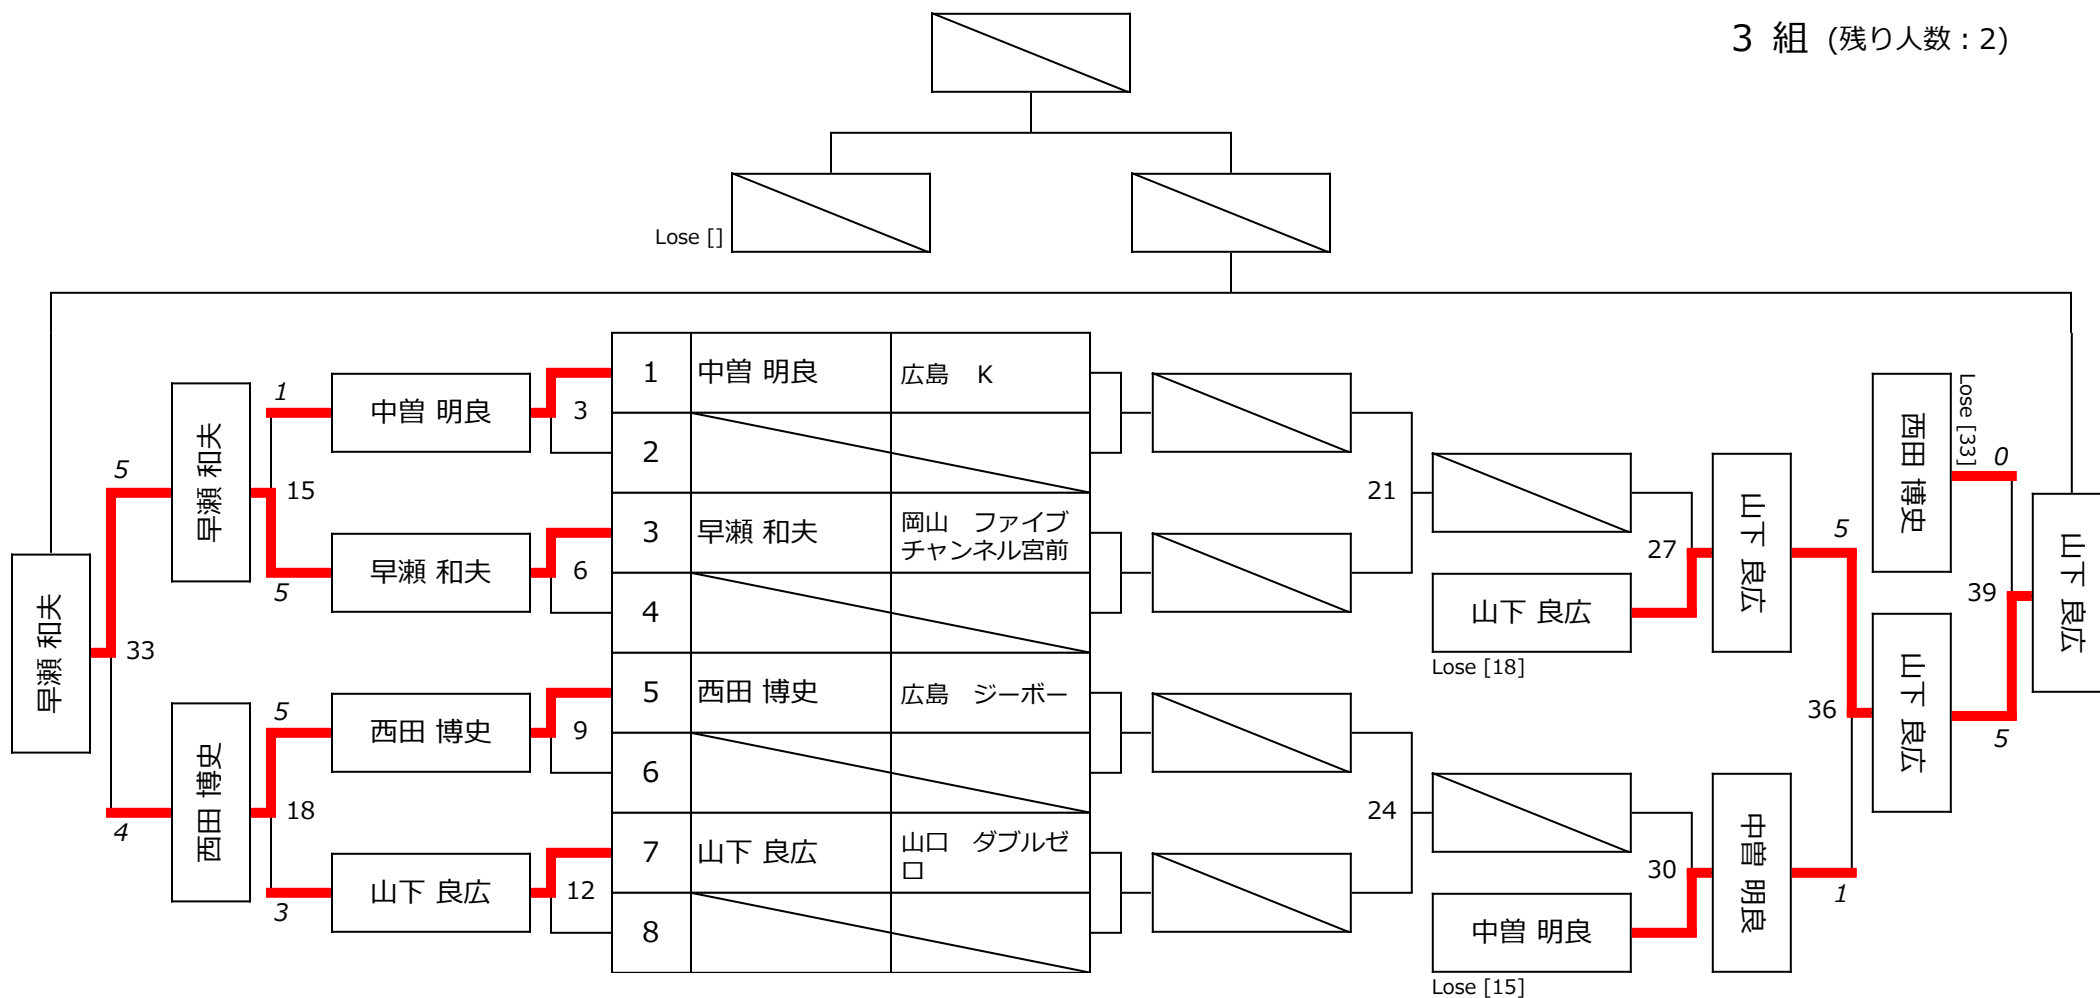 3 組 (残り人数 : 2)
Lose []
1 中曽 明良 広島 K
2
3 早瀬 和夫 岡山 ファイブ
チャンネル宮前
4
5 西田 博史 広島 ジーボー
6
7 山下 良広 山口 ダブルゼ
ロ
8
中曽 明良
3
早瀬 和夫
6
西田 博史
9
山下 良広
12
1
早瀬 和夫
15
5
5
西田 博史
18
3
5
早瀬 和夫
33
4
21
24
27
山下 良広
Lose [18]
30
中曽 明良
Lose [15]
山下 良広
5
36
中曽 明良
1
西田 博史
Lose [33]
0
39
山下 良広
5
山下 良広